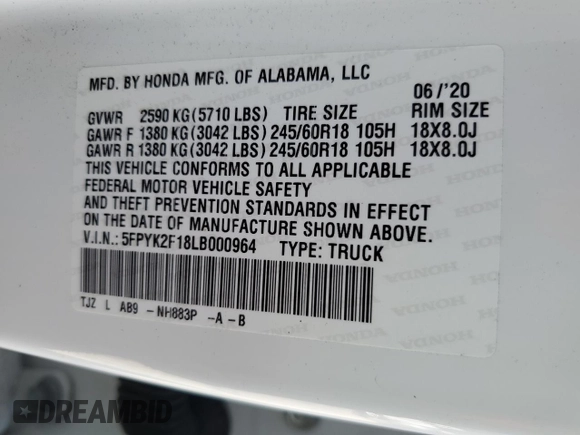 MFD. BY HONDA MFG. OF ALABAMA, LLC
06/'20
GVWR 2590 KG (5710 LBS) TIRE SIZE RIM SIZE
GAWR F 1380 KG (3042 LBS) 245/60R18 105H 18X8.0J
GAWR R 1380 KG (3042 LBS) 245/60R18 105H 18X8.0J
THIS VEHICLE CONFORMS TO ALL APPLICABLE
FEDERAL MOTOR VEHICLE SAFETY
AND THEFT PREVENTION STANDARDS IN EFFECT
ON THE DATE OF MANUFACTURE SHOWN ABOVE.
V.I.N.: 5FPYK2F18LB000964 TYPE: TRUCK
TJZ L AB9 -NH883P -A-B
DREAMBID